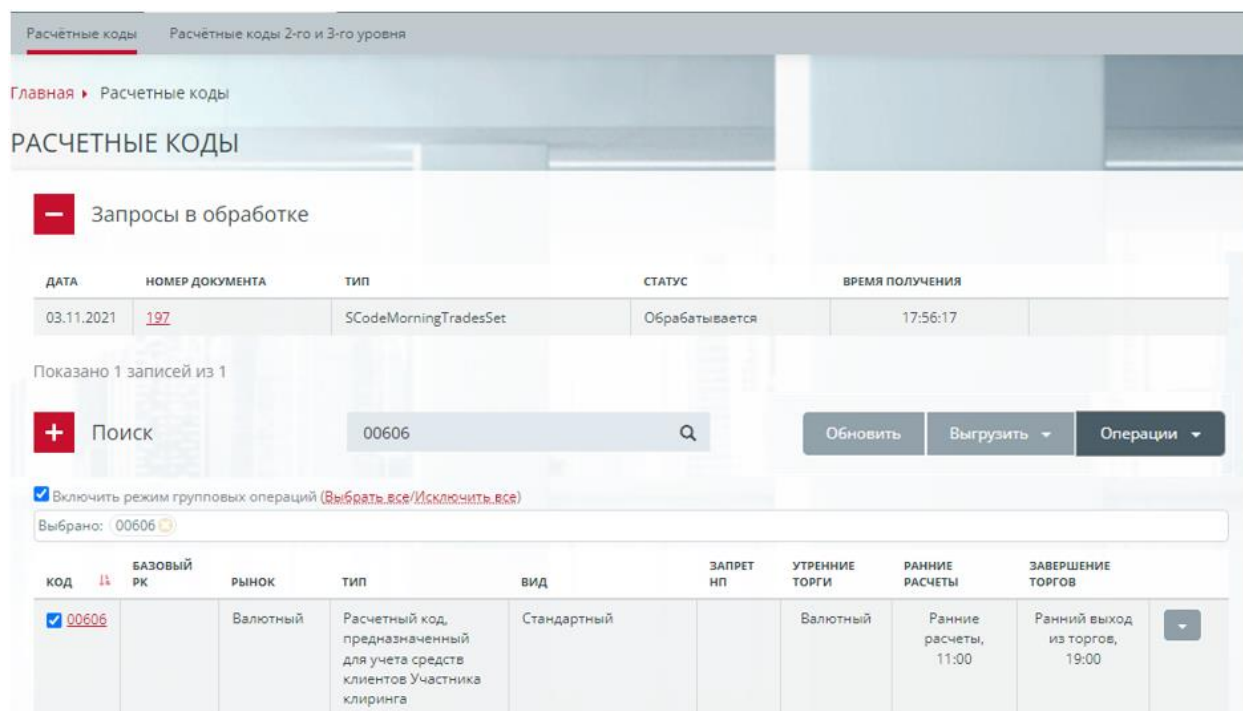 Расчётные коды Расчётные коды 2-го и 3-го уровня
Главная Расчетные коды
РАСЧЕТНЫЕ КОДЫ
Запросы в обработке
ДАТА НОМЕР ДОКУМЕНТА ТИП СТАТУС ВРЕМЯ ПОЛУЧЕНИЯ
03.11.2021 197 SCodeMorningTradesSet Обрабатывается 17:56:17
Показано 1 записей из 1
Поиск 00606 Обновить Выгрузить Операции
Включить режим групповых операций (Выбрать все/Исключить все)
Выбрано: 00606
КОД БАЗОВЫЙ РК РЫНОК ТИП ВИД ЗАПРЕТ НП УТРЕННИЕ ТОРГИ РАННИЕ РАСЧЕТЫ ЗАВЕРШЕНИЕ ТОРГОВ
00606 Валютный Расчетный код, Стандартный Валютный Ранние Ранний выход
предназначенный расчеты, из торгов,
для учета средств 11:00 19:00
клиентов Участника
клиринга